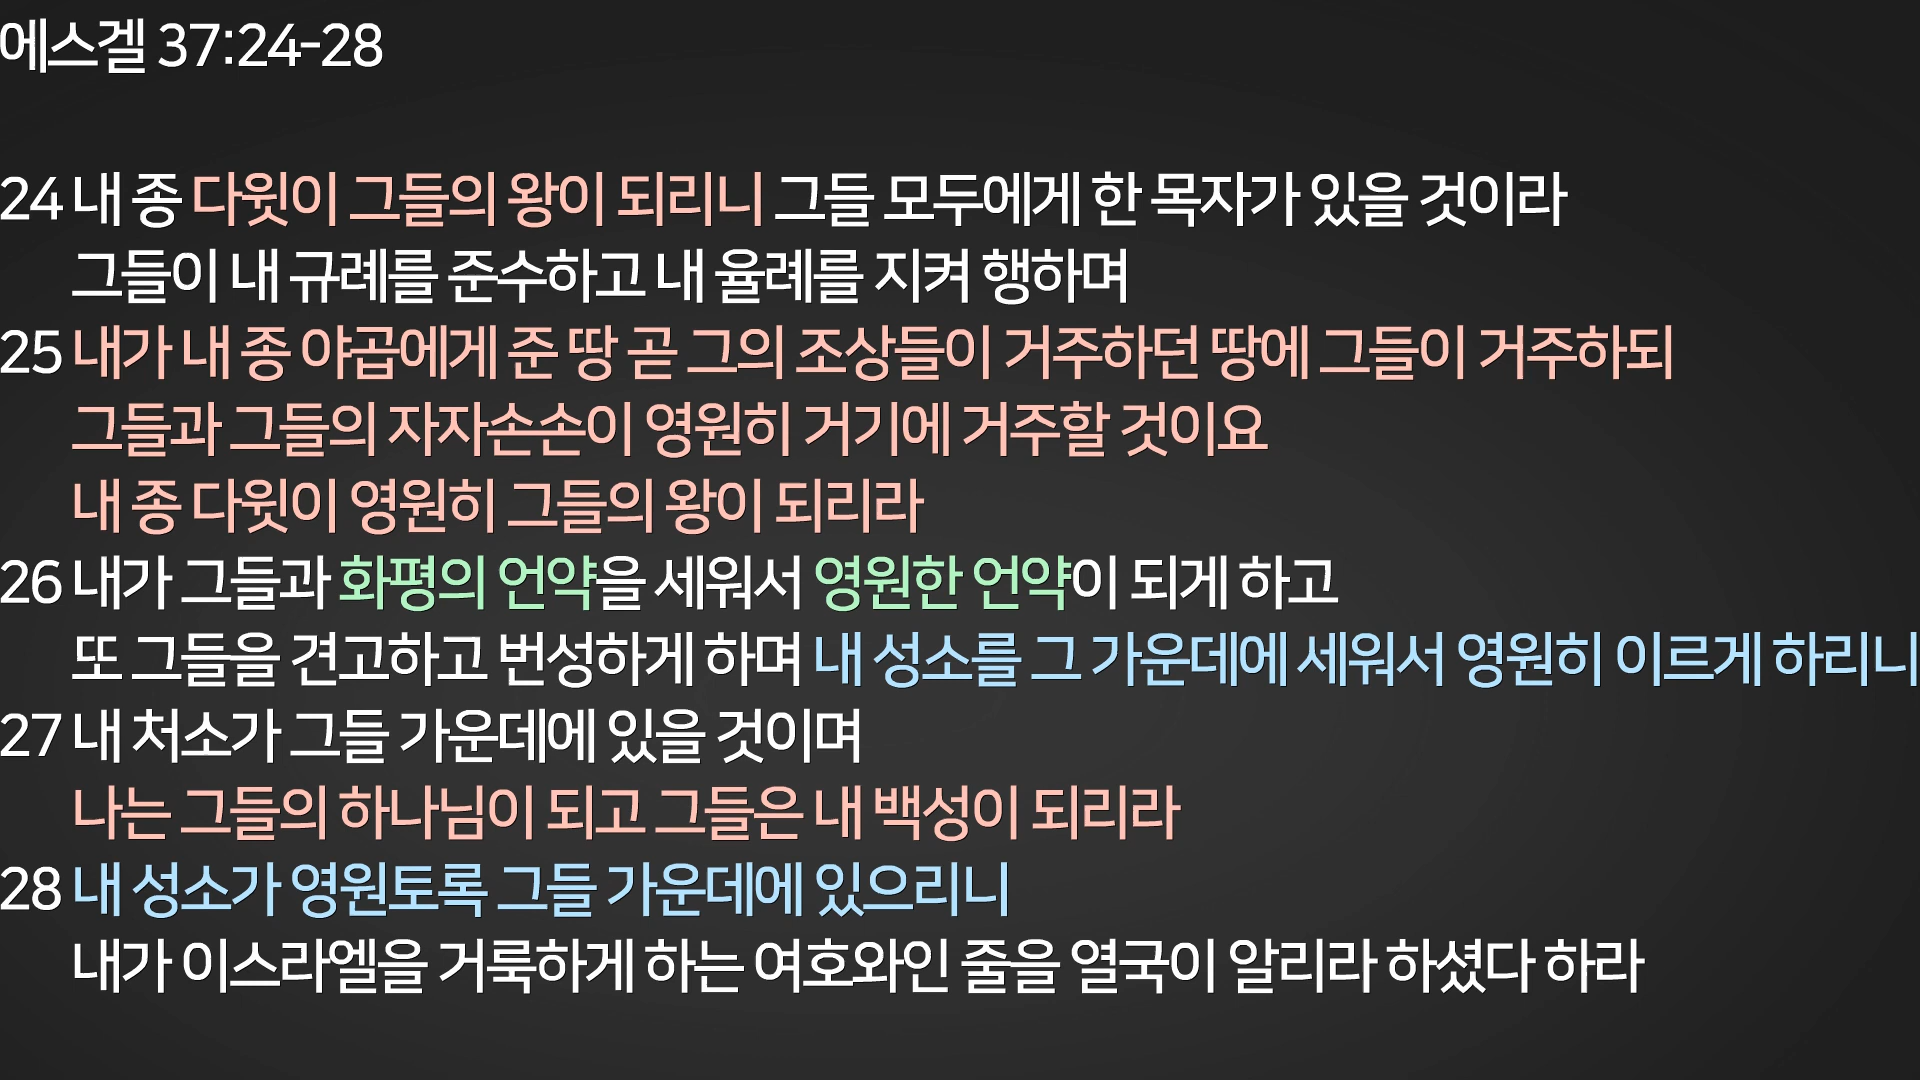 에스겔 37:24-28
24 내 종 다윗이 그들의 왕이 되리니 그들 모두에게 한 목자가 있을 것이라
그들이 내 규례를 준수하고 내 율례를 지켜 행하며
25 내가 내 종 야곱에게 준 땅 곧 그의 조상들이 거주하던 땅에 그들이 거주하되
그들과 그들의 자자손손이 영원히 거기에 거주할 것이요
내 종 다윗이 영원히 그들의 왕이 되리라
26 내가 그들과 화평의 언약을 세워서 영원한 언약이 되게 하고
또 그들을 견고하고 번성하게 하며 내 성소를 그 가운데에 세워서 영원히 이르게 하리니
27 내 처소가 그들 가운데에 있을 것이며
나는 그들의 하나님이 되고 그들은 내 백성이 되리라
28 내 성소가 영원토록 그들 가운데에 있으리니
내가 이스라엘을 거룩하게 하는 여호와인 줄을 열국이 알리라 하셨다 하라